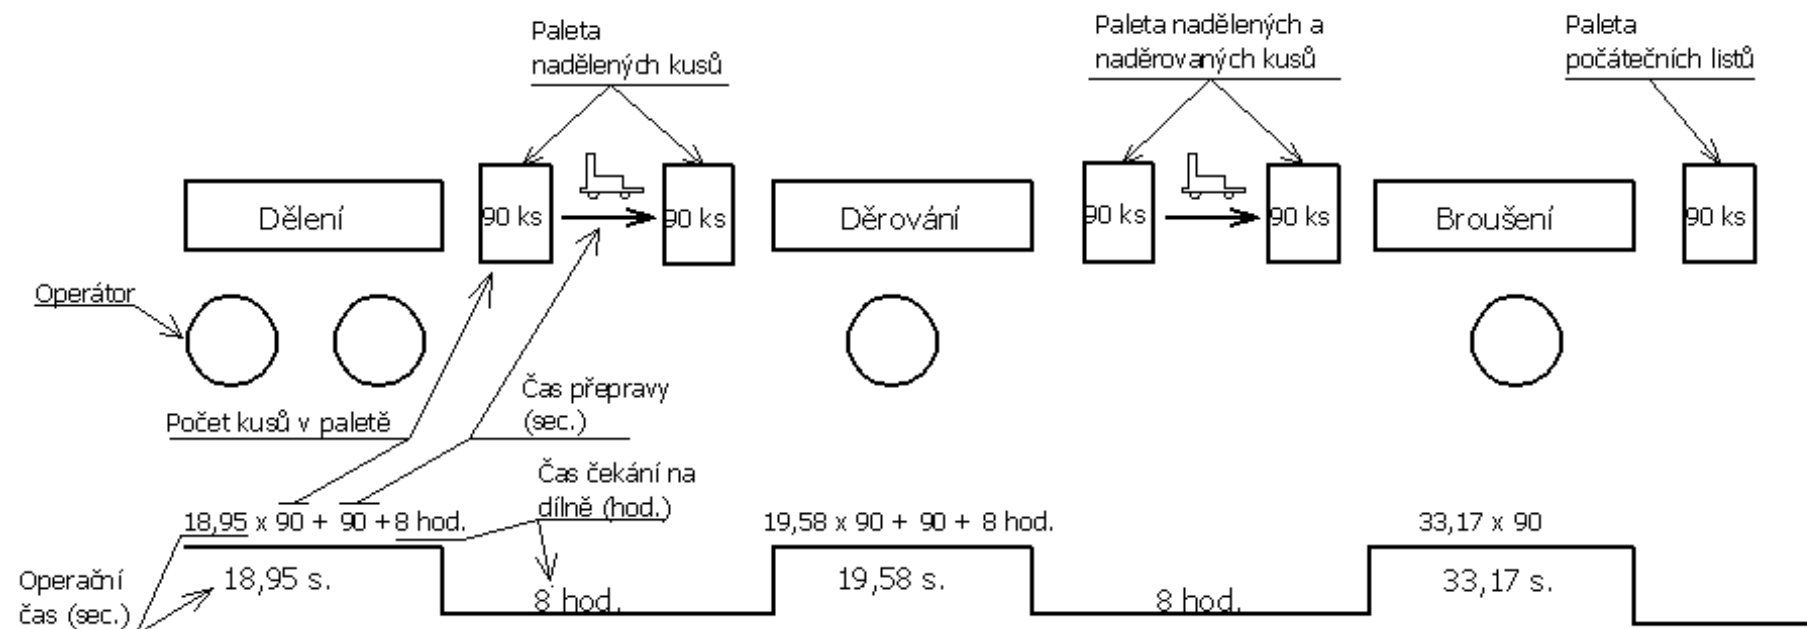 Paleta
nadělených kusů
Paleta nadělených a
naděrovaných kusů
Paleta
počátečních listů
Dělení
90 ks
90 ks
Děrování
90 ks
90 ks
Broušení
90 ks
Operátor
Počet kusů v paletě
Čas přepravy
(sec.)
Čas čekání na
dílně (hod.)
18,95 x 90 + 90 +8 hod.
19,58 x 90 + 90 + 8 hod.
33,17 x 90
Operační
čas (sec.)
18,95 s.
8 hod.
19,58 s.
8 hod.
33,17 s.